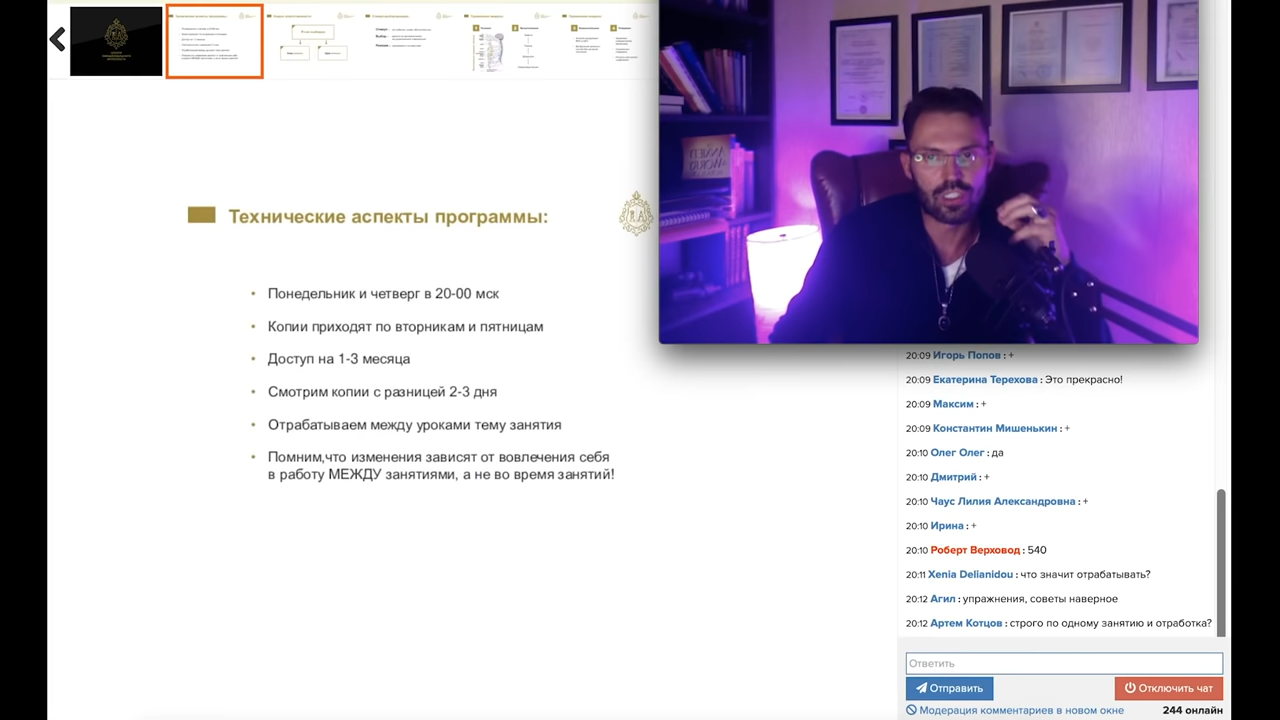 Технические аспекты программы:
Понедельник и четверг в 20-00 мск
Копии приходят по вторникам и пятницам
Доступ на 1-3 месяца
Смотрим копии с разницей 2-3 дня
Отрабатываем между уроками тему занятия
Помним,что изменения зависят от вовлечения себя
в работу МЕЖДУ занятиями, а не во время занятий!
20:09 Игорь Попов : +
20:09 Екатерина Терехова : Это прекрасно!
20:09 Максим : +
20:09 Константин Мишенькин : +
20:10 Олег Олег : да
20:10 Дмитрий : +
20:10 Чаус Лилия Александровна : +
20:10 Ирина : +
20:10 Роберт Верховод : 540
20:11 Xenia Delianidou : что значит отрабатывать?
20:12 Агил : упражнения, советы наверное
20:12 Артем Котцов : строго по одному занятию и отработка?
Ответить
Отправить
Отключить чат
Модерация комментариев в новом окне
244 онлайн